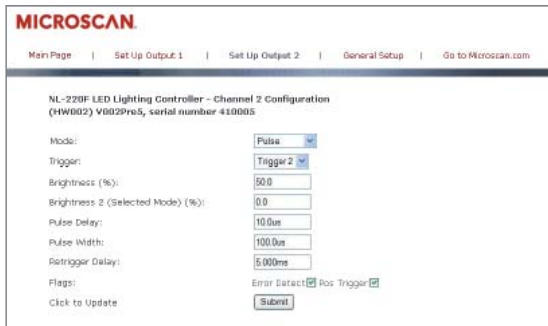 MICROSCAN.
Main Page | Set Up Output 1 | Set Up Output 2 | General Setup | Go to Microscan.com
NL-220F LED Lighting Controller - Channel 2 Configuration
(HW002) V002Pre5, serial number 410005
Mode: Pulse
Trigger: Trigger 2
Brightness (%): 50.0
Brightness 2 (Selected Mode) (%): 0.0
Pulse Delay: 10.0us
Pulse Width: 100.0us
Retrigger Delay: 5.000ms
Flags: Error Detect Pos Trigger
Click to Update Submit